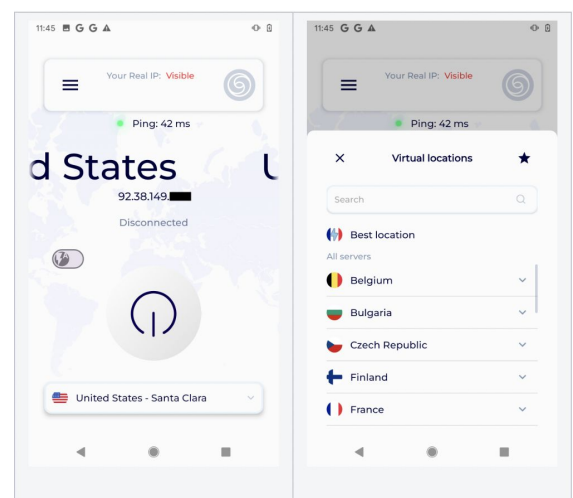 11:45 G G
Your Real IP: Visible
Ping: 42 ms
d States
92.38.149.
Disconnected
United States - Santa Clara
11:45 G G
Your Real IP: Visible
Ping: 42 ms
Virtual locations
Search
Best location
All servers
Belgium
Bulgaria
Czech Republic
Finland
France